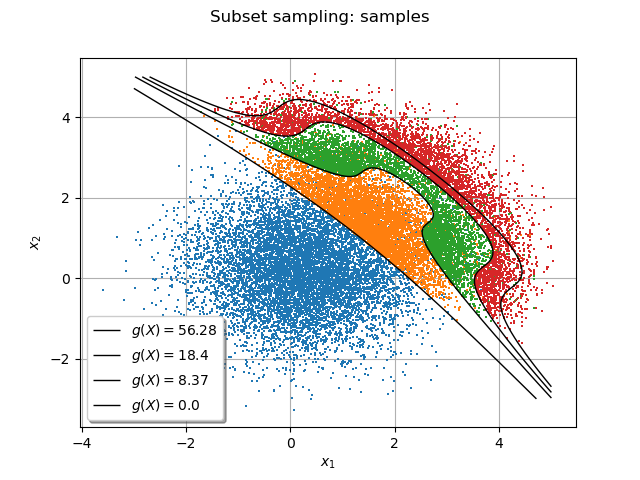 Subset sampling: samples
x₂
4
2
0
−2
g(X) = 56.28
g(X) = 18.4
g(X) = 8.37
g(X) = 0.0
−4
−2
0
2
4
x₁